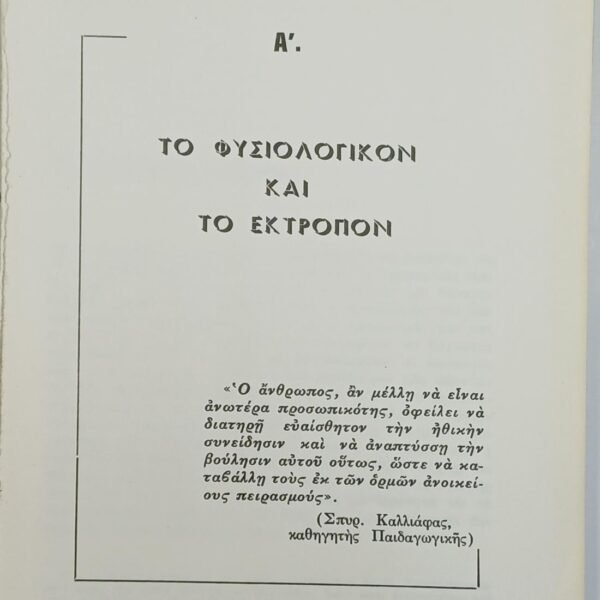 Α'.
ΤΟ ΦΥΣΙΟΛΟΓΙΚΟΝ
ΚΑΙ
ΤΟ ΕΚΤΡΟΠΟΝ
«Ὁ ἄνθρωπος, ἂν μέλλῃ νὰ εἶναι
ἀνωτέρα προσωπικότης, ὀφείλει νὰ
διατηρῇ εὐαίσθητον τὴν ἠθικὴν
συνείδησιν καὶ νὰ ἀναπτύσσῃ τὴν
βούλησιν αὐτοῦ οὕτως, ὥστε νὰ κα-
ταβάλλῃ τοὺς ἐκ τῶν ὁρμῶν ἀνοικεί-
ους πειρασμούς».
(Σπυρ. Καλλιάφας,
καθηγητὴς Παιδαγωγικῆς)